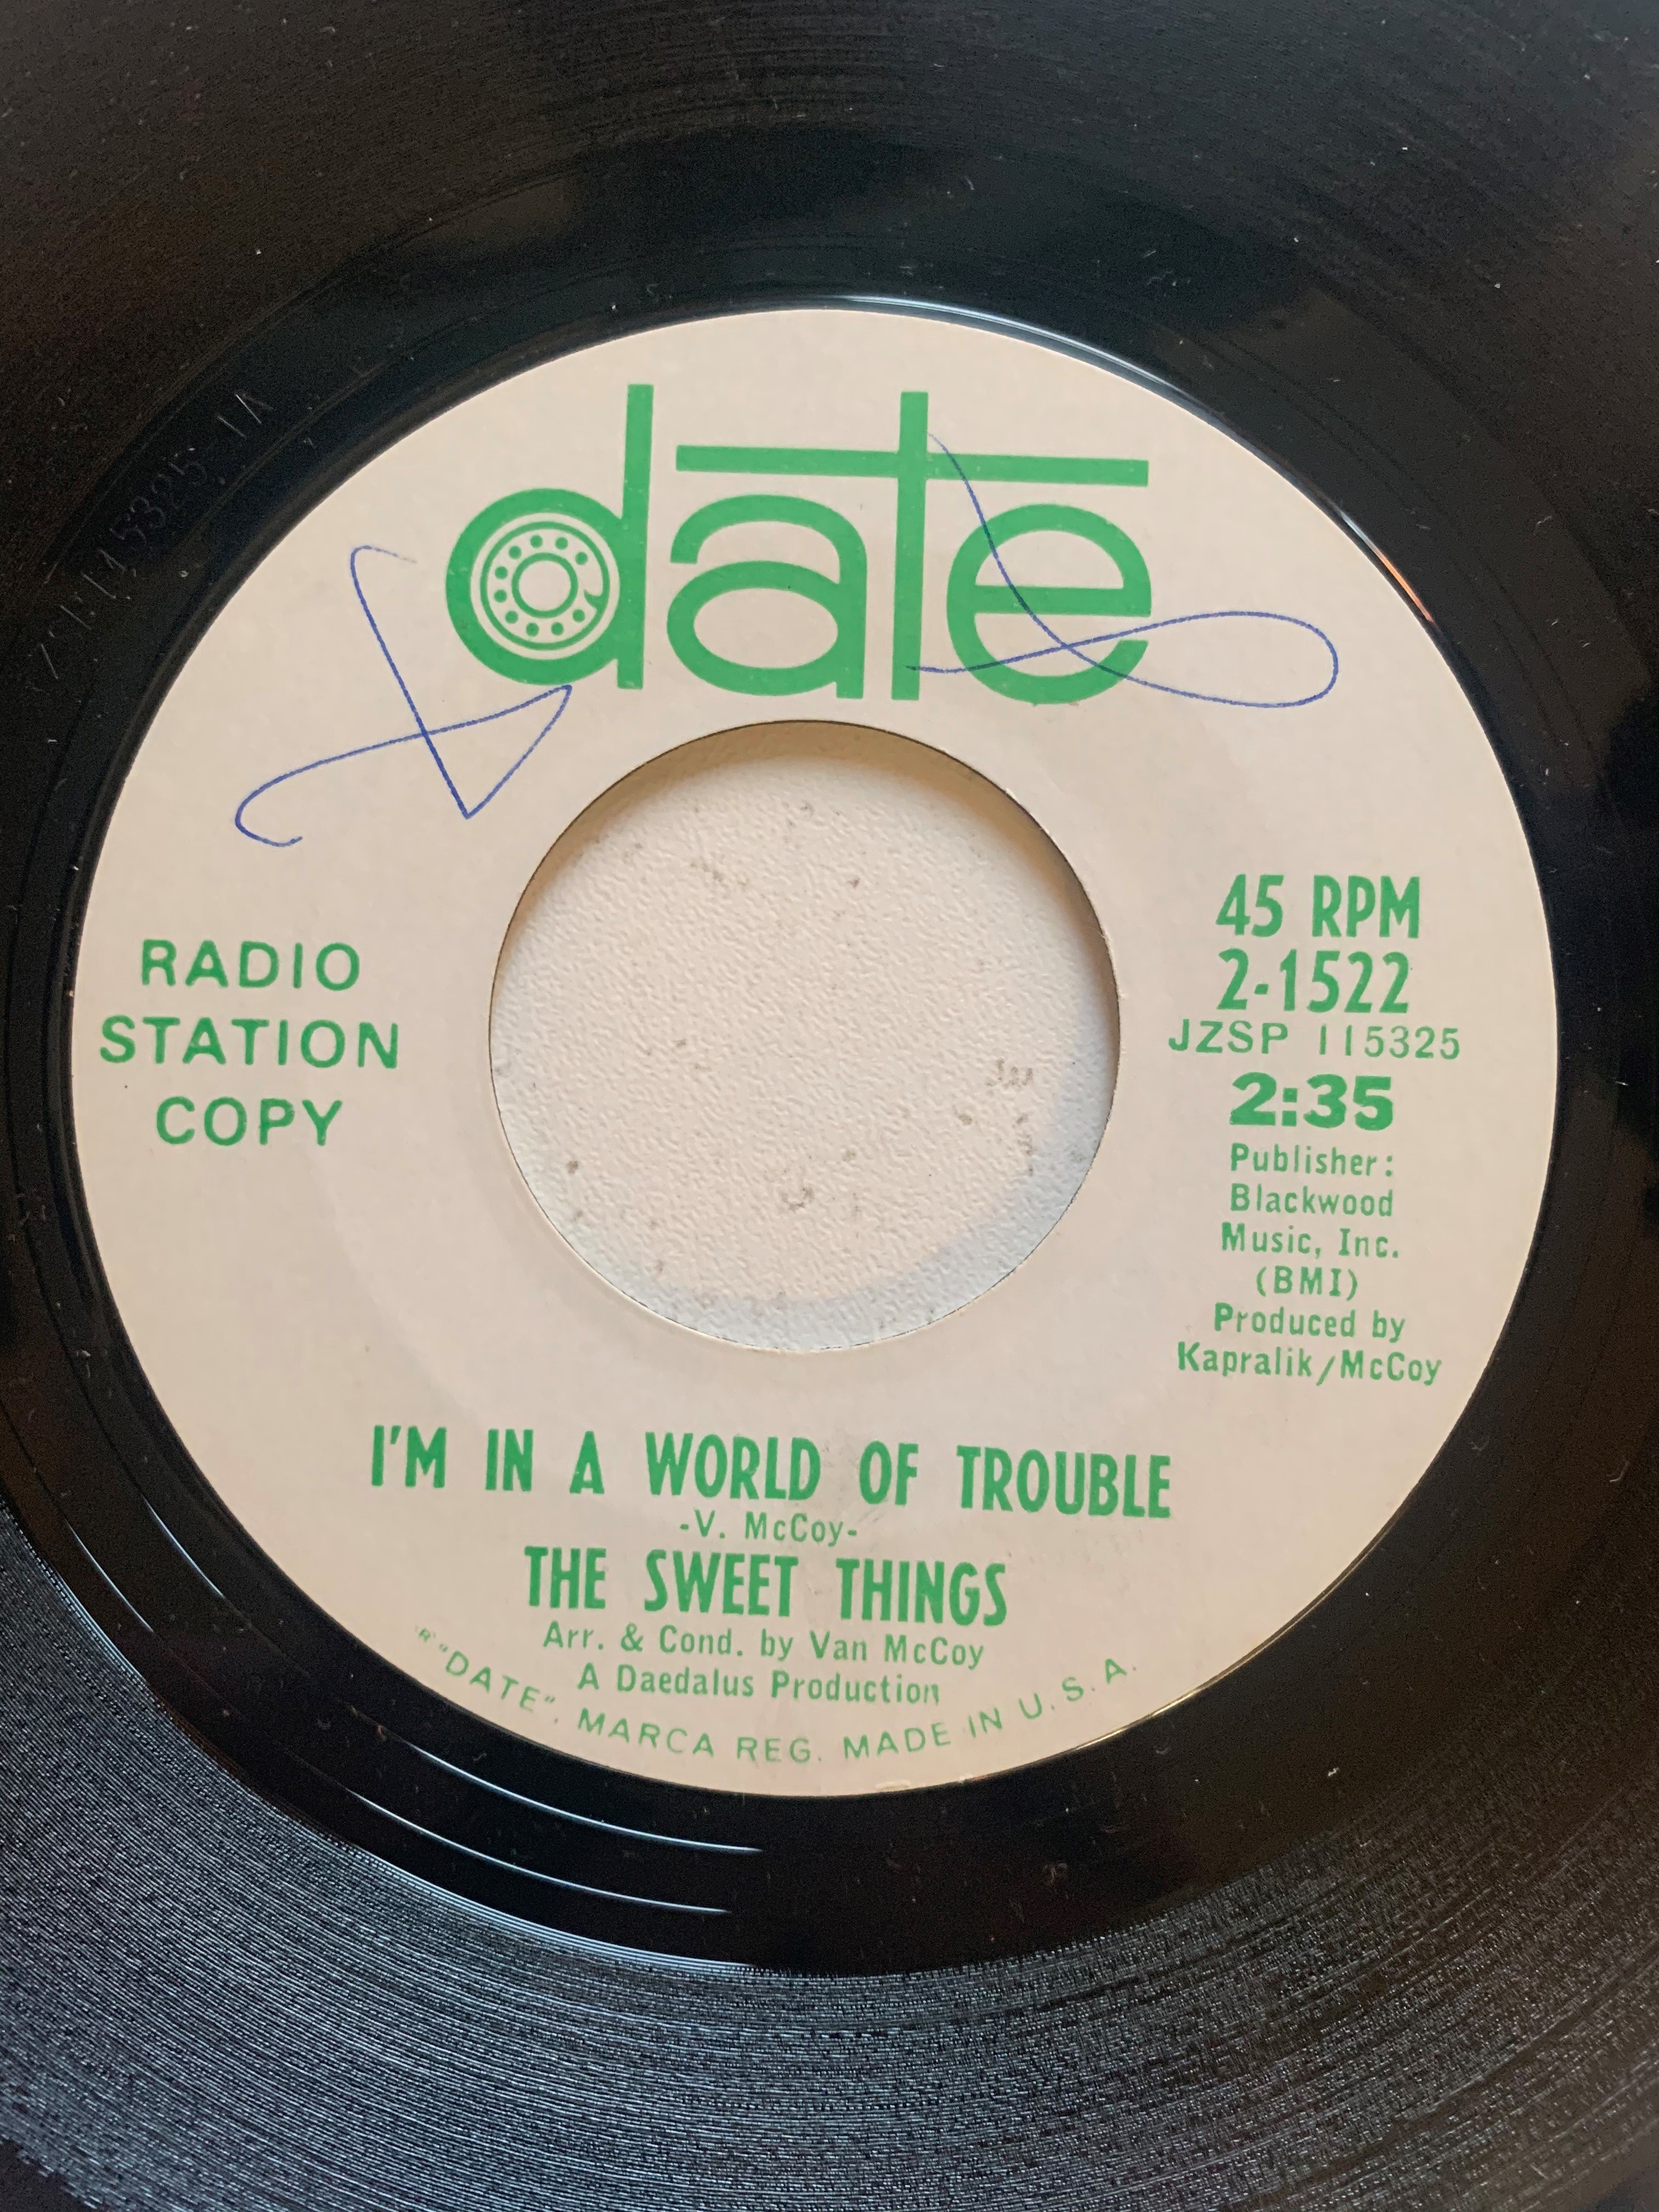 date
RADIO
STATION
COPY
45 RPM
2-1522
JZSP 115325
2:35
Publisher:
Blackwood
Music, Inc.
(BMI)
Produced by
Kapralik/McCoy
I'M IN A WORLD OF TROUBLE
-V. McCoy-
THE SWEET THINGS
Arr. & Cond. by Van McCoy
A Daedalus Production
"DATE", MARCA REG. MADE IN U.S.A.